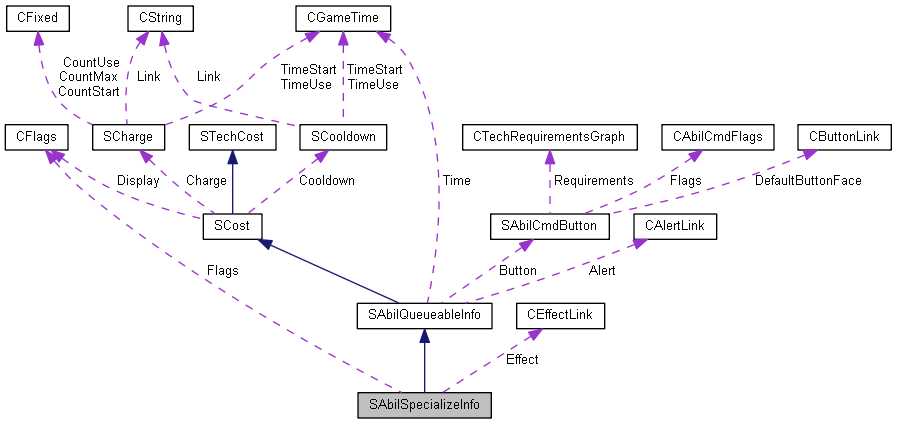 CFixed
CString
CGameTime
CountUse
CountMax
CountStart
Link
Link
TimeStart
TimeUse
TimeStart
TimeUse
CFlags
SCharge
STechCost
SCooldown
CTechRequirementsGraph
CAbilCmdFlags
CButtonLink
Display
Charge
Cooldown
Time
Requirements
Flags
DefaultButtonFace
SCost
SAbilCmdButton
CAlertLink
Flags
Button
Alert
SAbilQueueableInfo
CEffectLink
Effect
SAbilSpecializeInfo